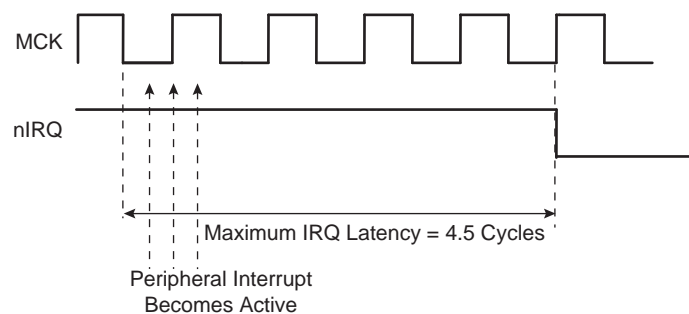 MCK
nIRQ
Maximum IRQ Latency = 4.5 Cycles
Peripheral Interrupt
Becomes Active